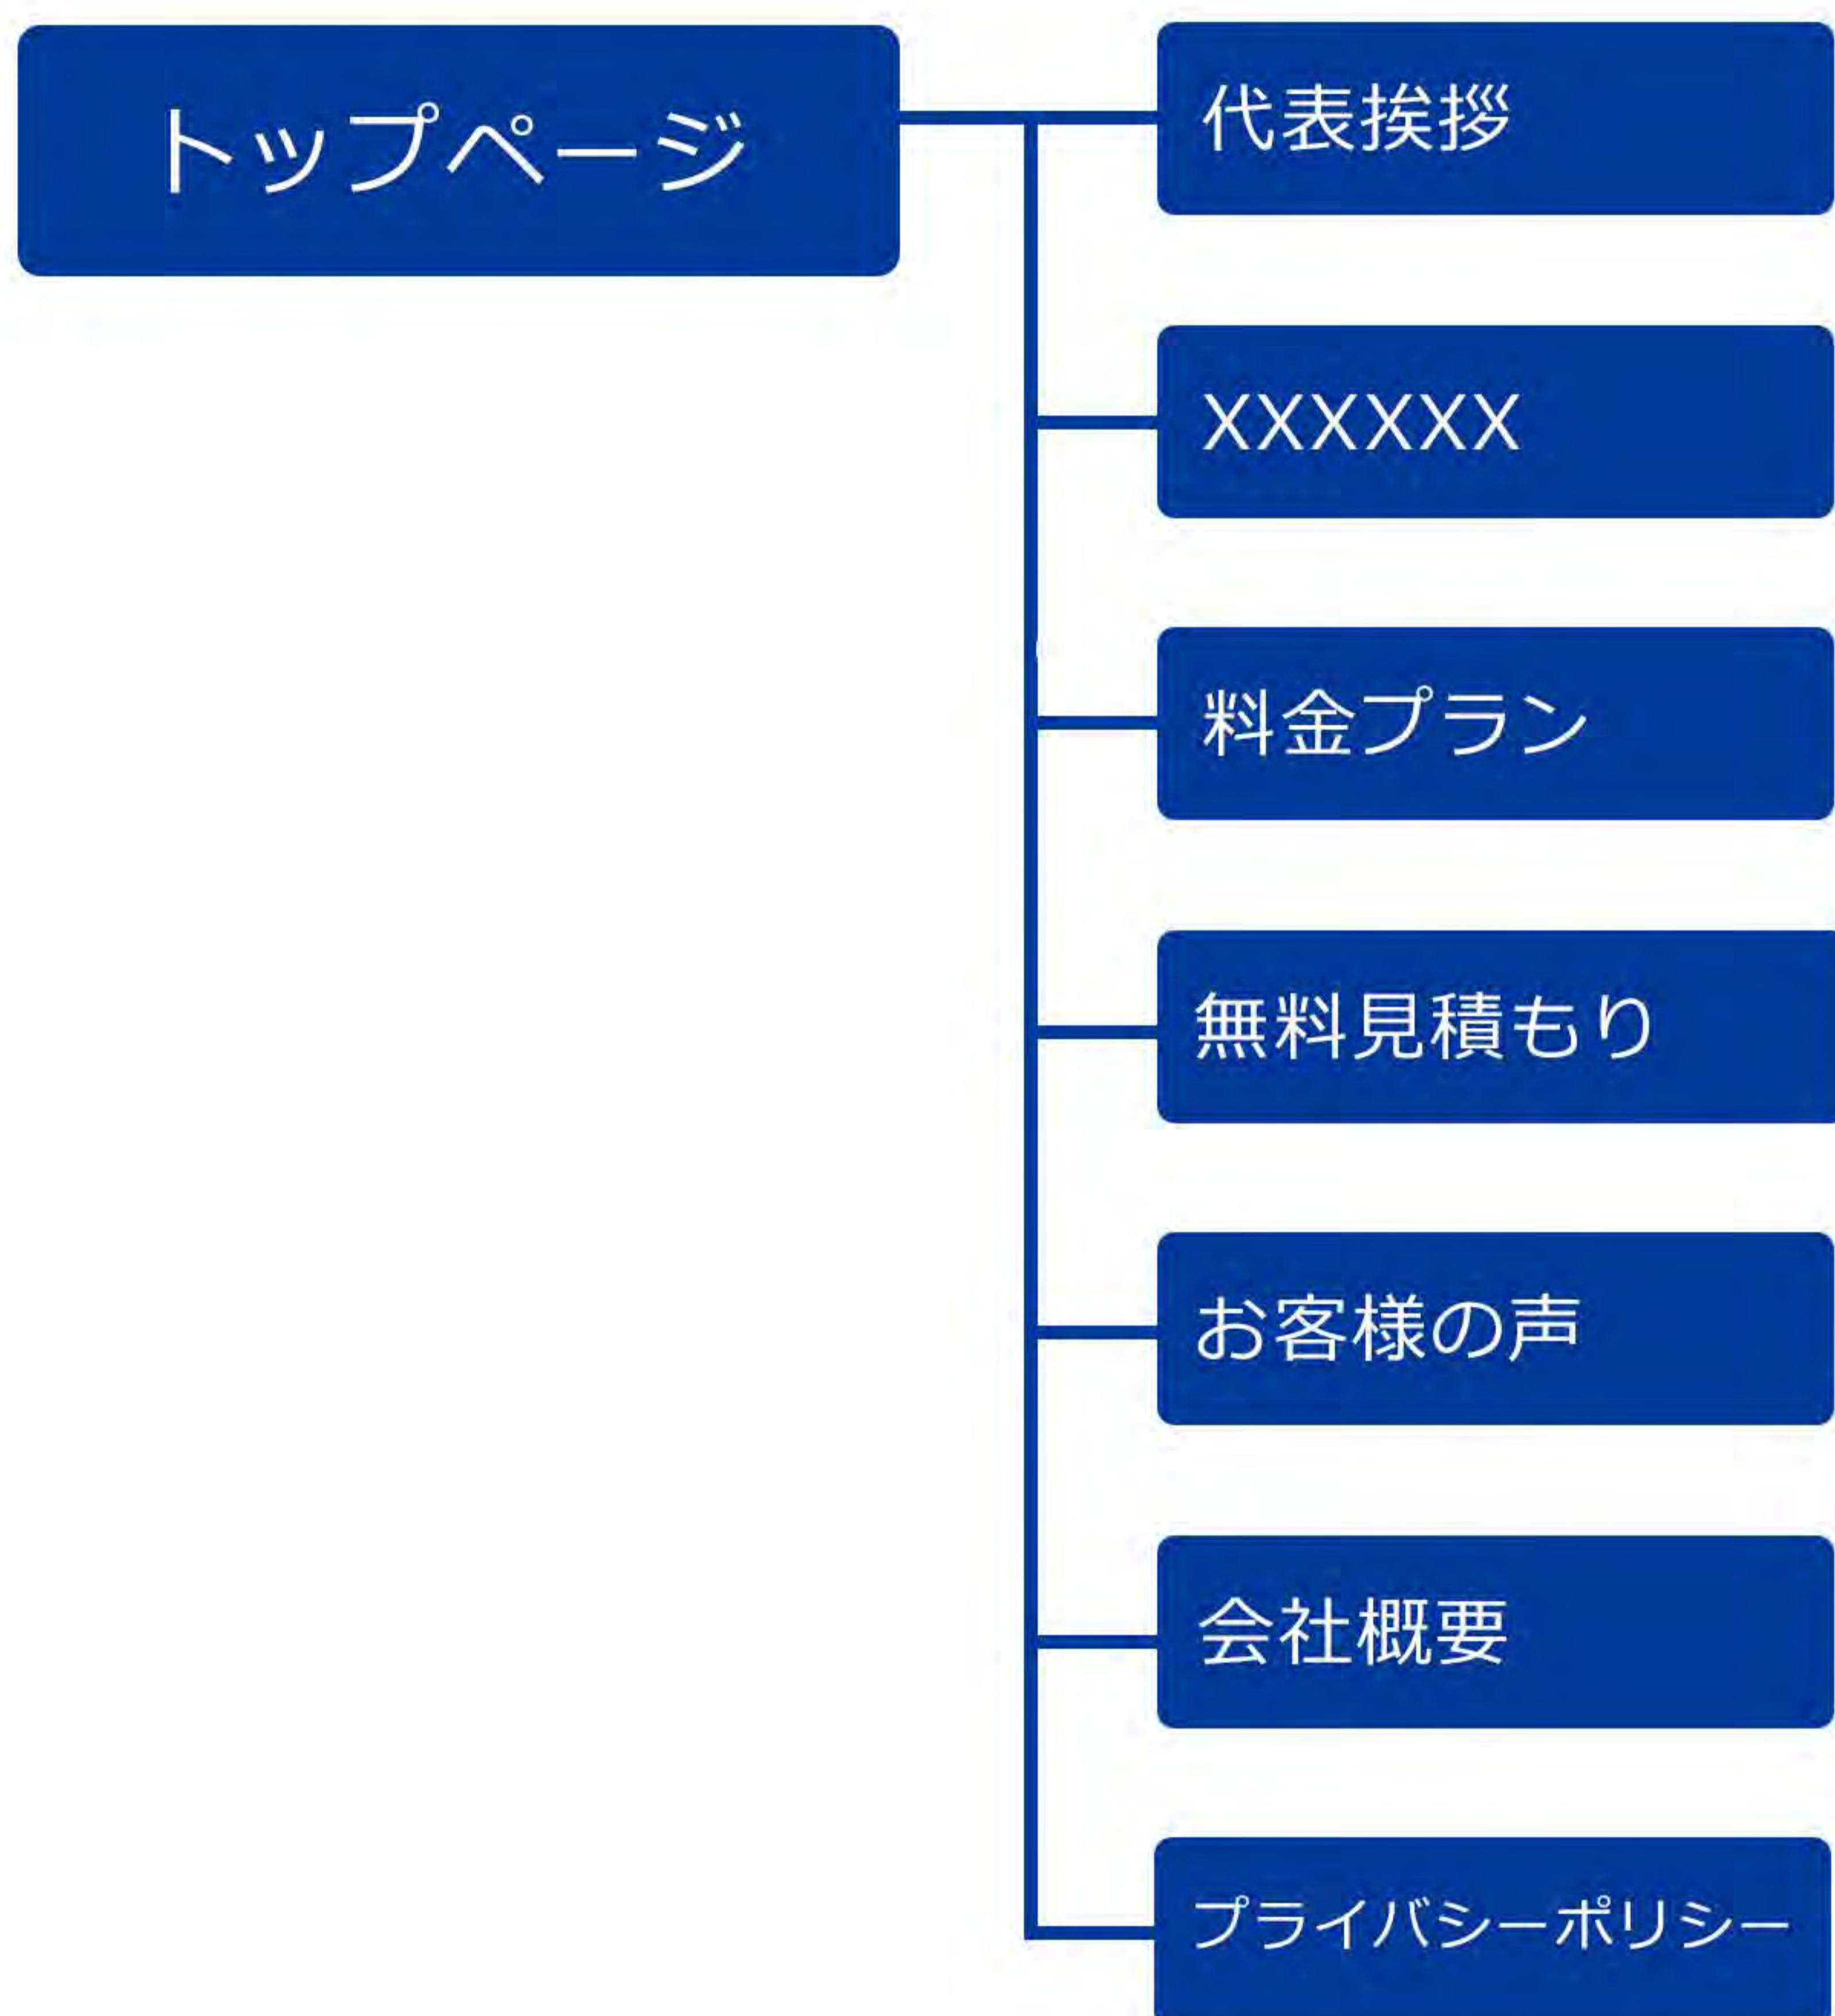 トップページ
代表挨拶
XXXXXX
料金プラン
無料見積もり
お客様の声
会社概要
プライバシーポリシー